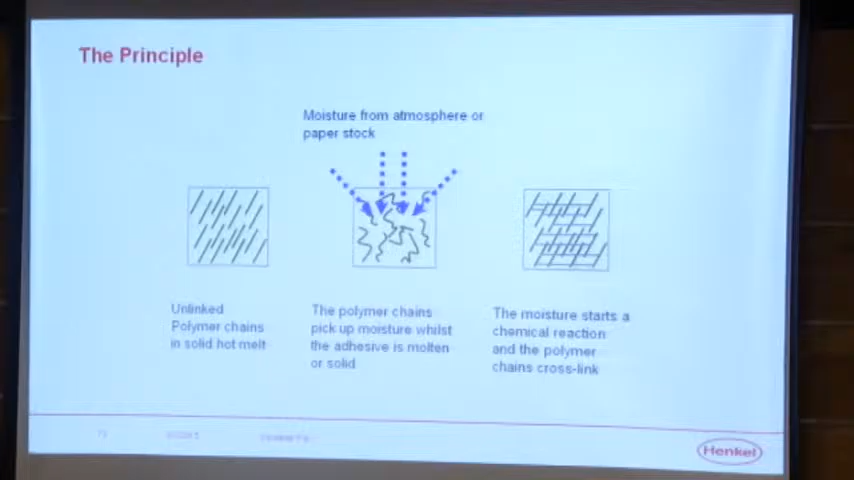 The Principle
Moisture from atmosphere or
paper stock
Unlinked
Polymer chains
in solid hot melt
The polymer chains
pick up moisture whilst
the adhesive is molten
or solid
The moisture starts a
chemical reaction
and the polymer
chains cross-link
Henkel